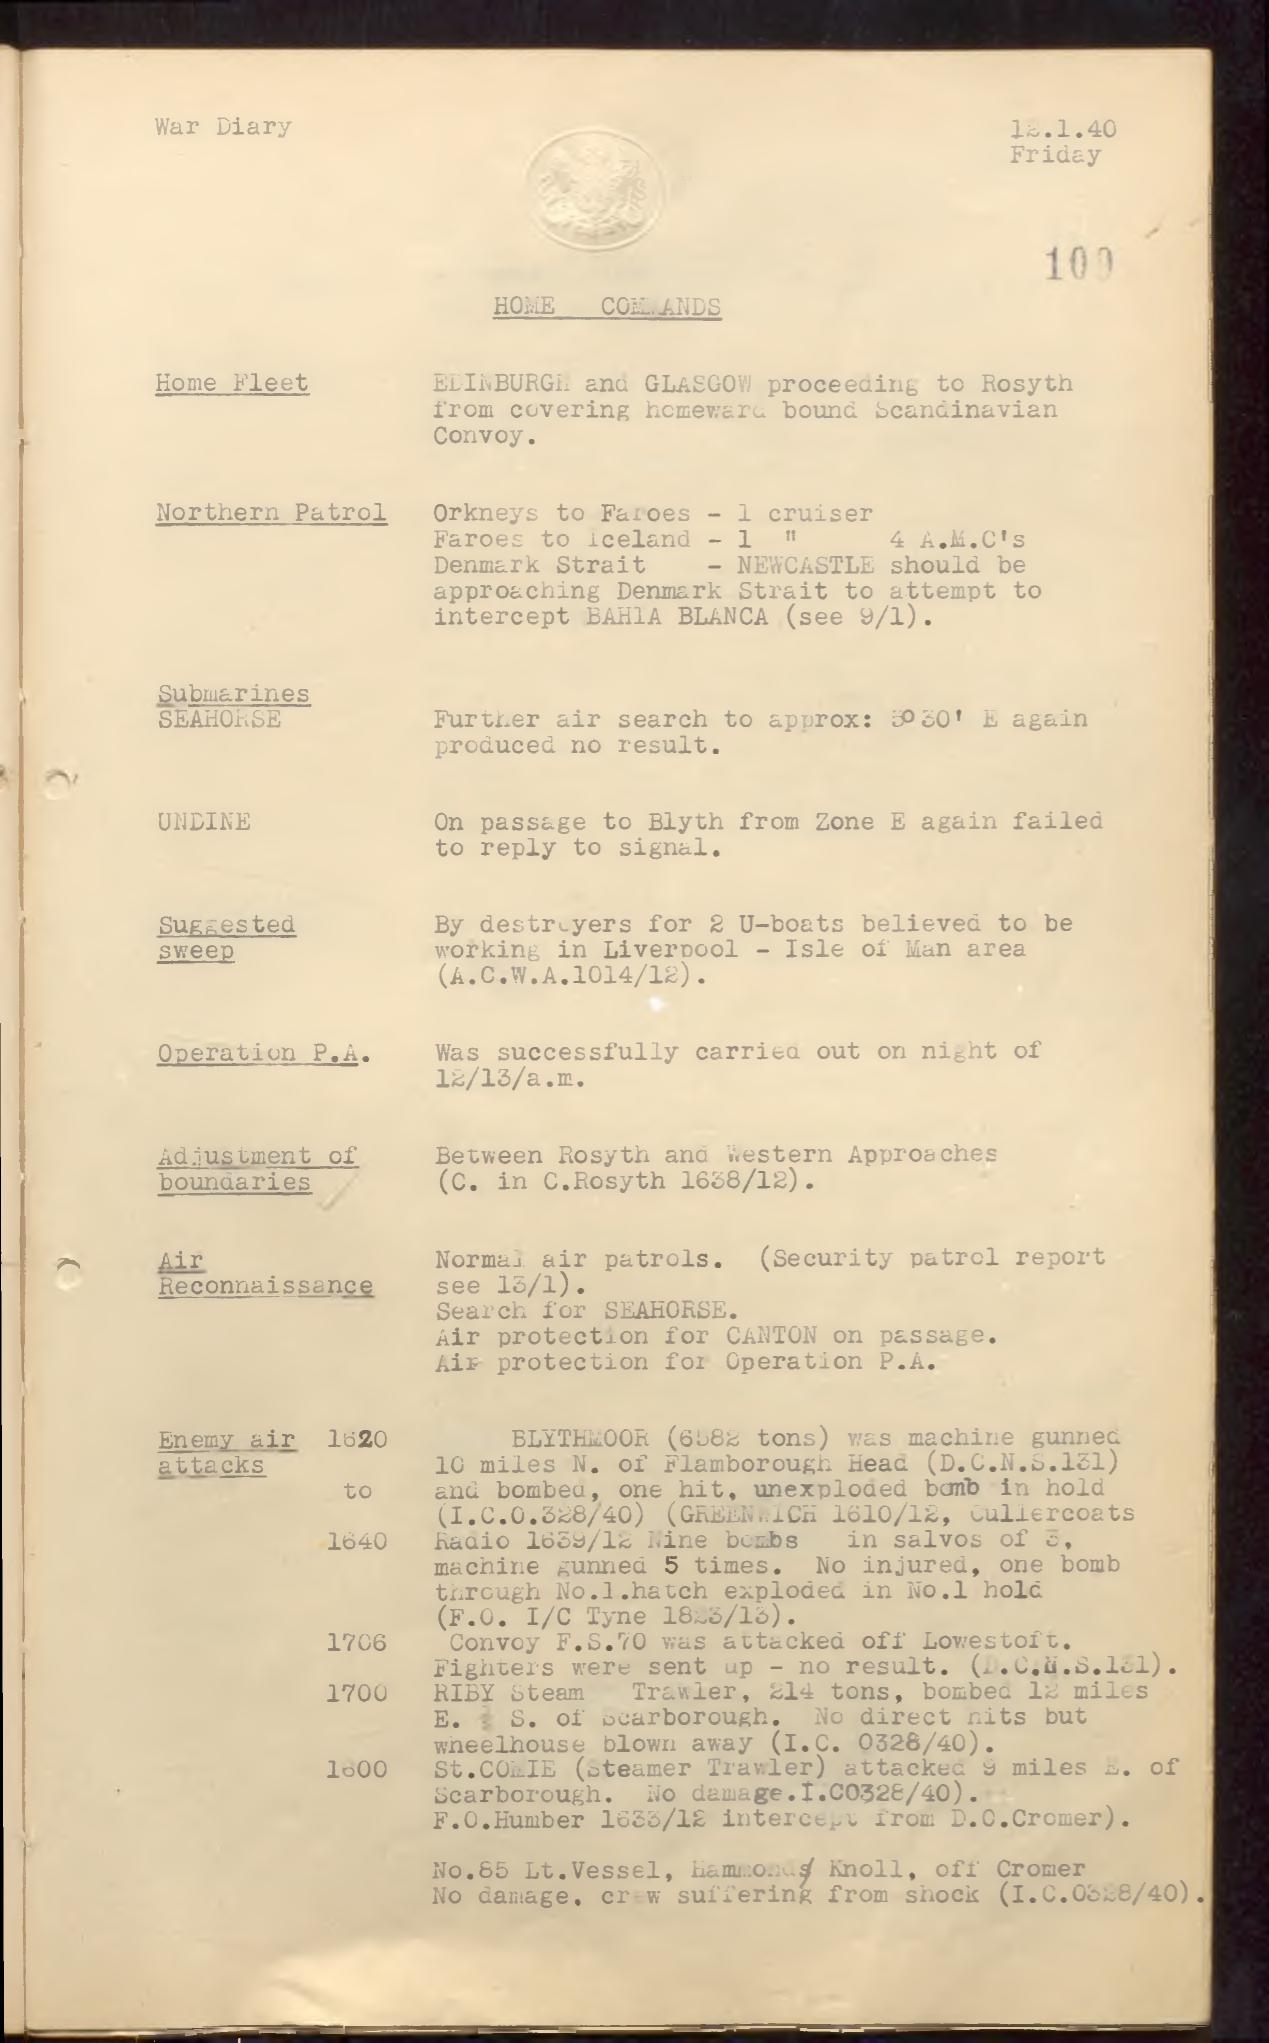 War Diary
12.1.40
Friday
100
HOME COMMANDS
Home Fleet EDINBURGH and GLASGOW proceeding to Rosyth
from covering homeward bound Scandinavian
Convoy.
Northern Patrol Orkneys to Faroes - 1 cruiser
Faroes to Iceland - 1 " 4 A.M.C's
Denmark Strait - NEWCASTLE should be
approaching Denmark Strait to attempt to
intercept BAHIA BLANCA (see 9/1).
Submarines
SEAHORSE Further air search to approx: 3° 30' E again
produced no result.
UNDINE On passage to Blyth from Zone E again failed
to reply to signal.
Suggested By destroyers for 2 U-boats believed to be
sweep working in Liverpool - Isle of Man area
(A.C.W.A.1014/12).
Operation P.A. Was successfully carried out on night of
12/13/a.m.
Adjustment of Between Rosyth and Western Approaches
boundaries (C. in C.Rosyth 1638/12).
Air Normal air patrols. (Security patrol report
Reconnaissance see 13/1).
Search for SEAHORSE.
Air protection for CANTON on passage.
Air protection for Operation P.A.
Enemy air 1620 BLYTHMOOR (6582 tons) was machine gunned
attacks 10 miles N. of Flamborough Head (D.C.N.S.131)
to and bombed, one hit, unexploded bomb in hold
(I.C.O.328/40) (GREENWICH 1610/12, Cullercoats
1640 Radio 1639/12 Nine bombs in salvos of 3,
machine gunned 5 times. No injured, one bomb
through No.1.hatch exploded in No.1 hold
(F.O. I/C Tyne 1823/13).
1706 Convoy F.S.70 was attacked off Lowestoft.
Fighters were sent up - no result. (D.C.N.S.131).
1700 RIBY Steam Trawler, 214 tons, bombed 12 miles
E. S. of Scarborough. No direct hits but
wheelhouse blown away (I.C. 0328/40).
1600 (Steamer Trawler) attacked 9 miles E. of
Scarborough. No damage.I.C0328/40).
F.O.Humber 1633/12 intercept from D.C.Cromer).
No.85 Lt.Vessel, Hammond Knoll, off Cromer
No damage, crew suffering from shock (I.C.0328/40).